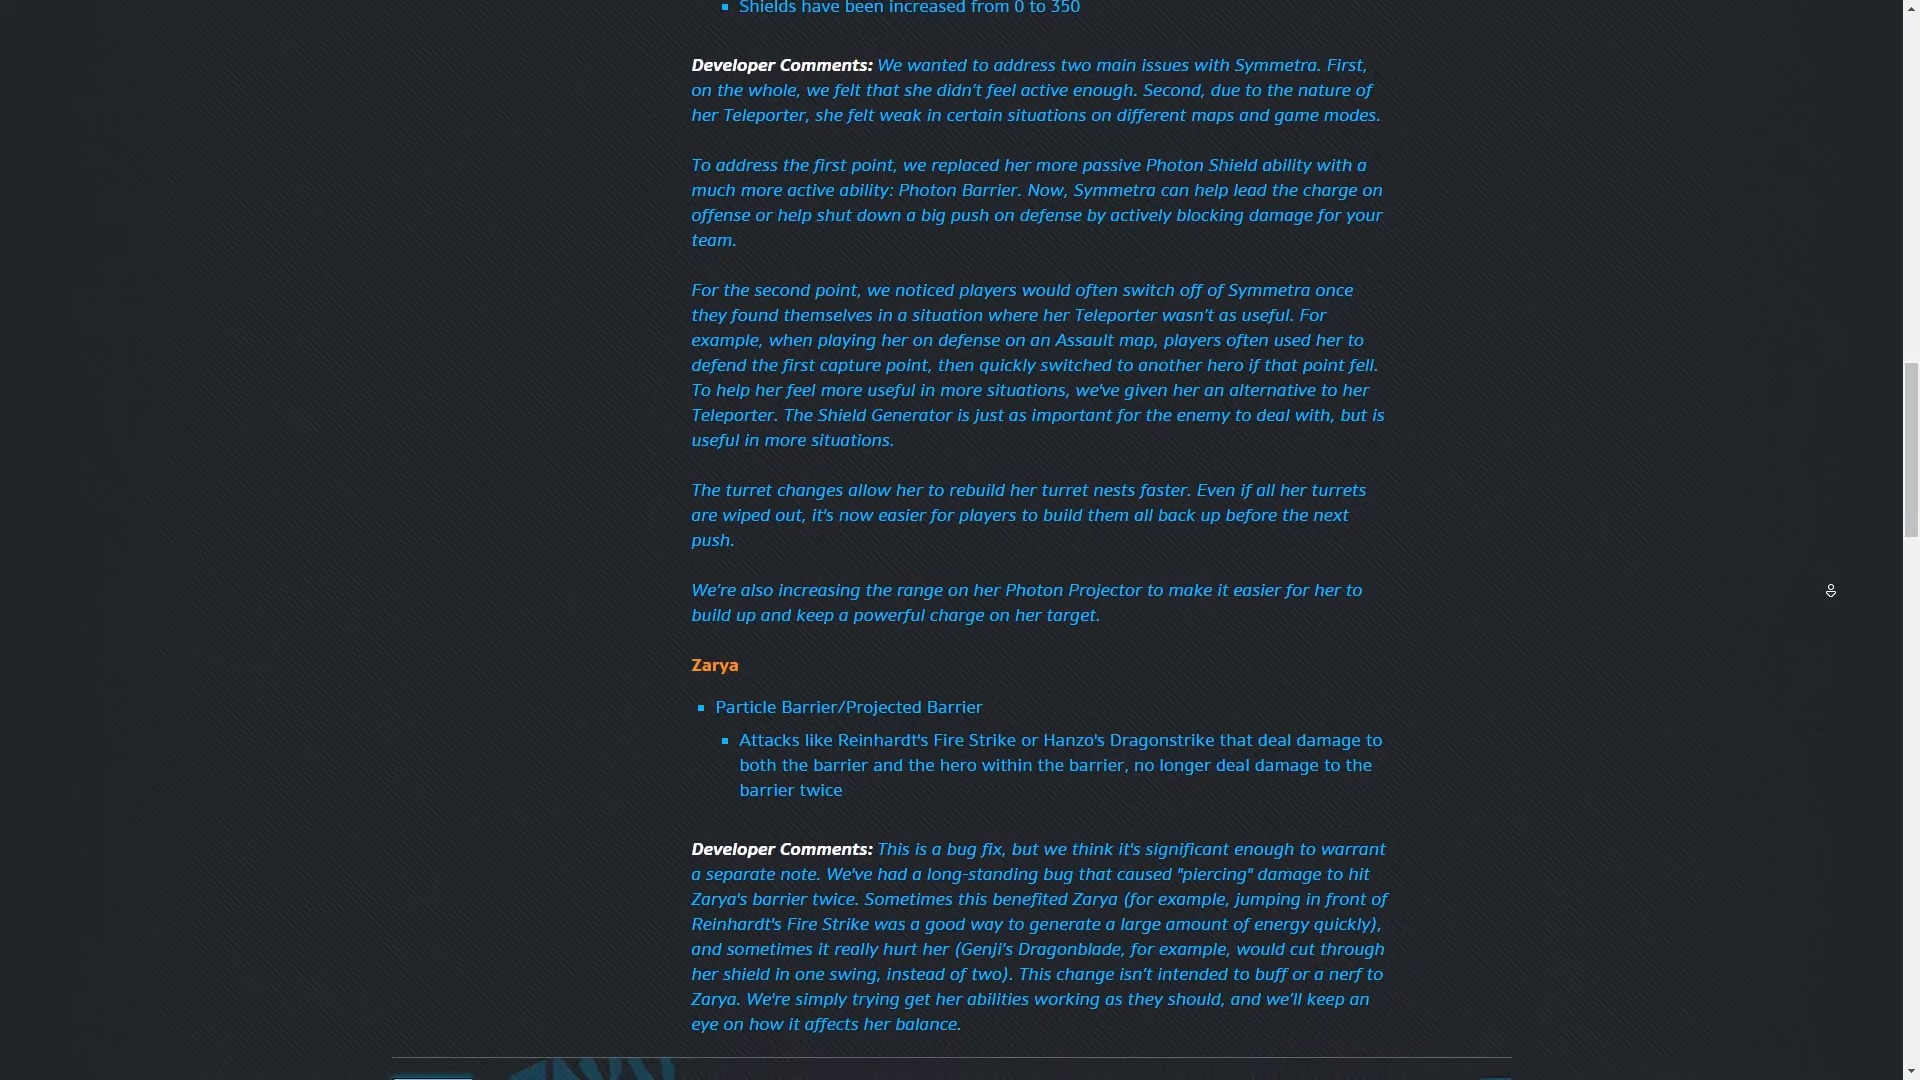 Shields have been increased from 0 to 350
Developer Comments: We wanted to address two main issues with Symmetra. First,
on the whole, we felt that she didn’t feel active enough. Second, due to the nature of
her Teleporter, she felt weak in certain situations on different maps and game modes.
To address the first point, we replaced her more passive Photon Shield ability with a
much more active ability: Photon Barrier. Now, Symmetra can help lead the charge on
offense or help shut down a big push on defense by actively blocking damage for your
team.
For the second point, we noticed players would often switch off of Symmetra once
they found themselves in a situation where her Teleporter wasn’t as useful. For
example, when playing her on defense on an Assault map, players often used her to
defend the first capture point, then quickly switched to another hero if that point fell.
To help her feel more useful in more situations, we've given her an alternative to her
Teleporter. The Shield Generator is just as important for the enemy to deal with, but is
useful in more situations.
The turret changes allow her to rebuild her turret nests faster. Even if all her turrets
are wiped out, it's now easier for players to build them all back up before the next
push.
We’re also increasing the range on her Photon Projector to make it easier for her to
build up and keep a powerful charge on her target.
Zarya
Particle Barrier/Projected Barrier
Attacks like Reinhardt's Fire Strike or Hanzo's Dragonstrike that deal damage to
both the barrier and the hero within the barrier, no longer deal damage to the
barrier twice
Developer Comments: This is a bug fix, but we think it's significant enough to warrant
a separate note. We've had a long-standing bug that caused "piercing" damage to hit
Zarya's barrier twice. Sometimes this benefited Zarya (for example, jumping in front of
Reinhardt's Fire Strike was a good way to generate a large amount of energy quickly),
and sometimes it really hurt her (Genji’s Dragonblade, for example, would cut through
her shield in one swing, instead of two). This change isn’t intended to buff or a nerf to
Zarya. We're simply trying get her abilities working as they should, and we’ll keep an
eye on how it affects her balance.